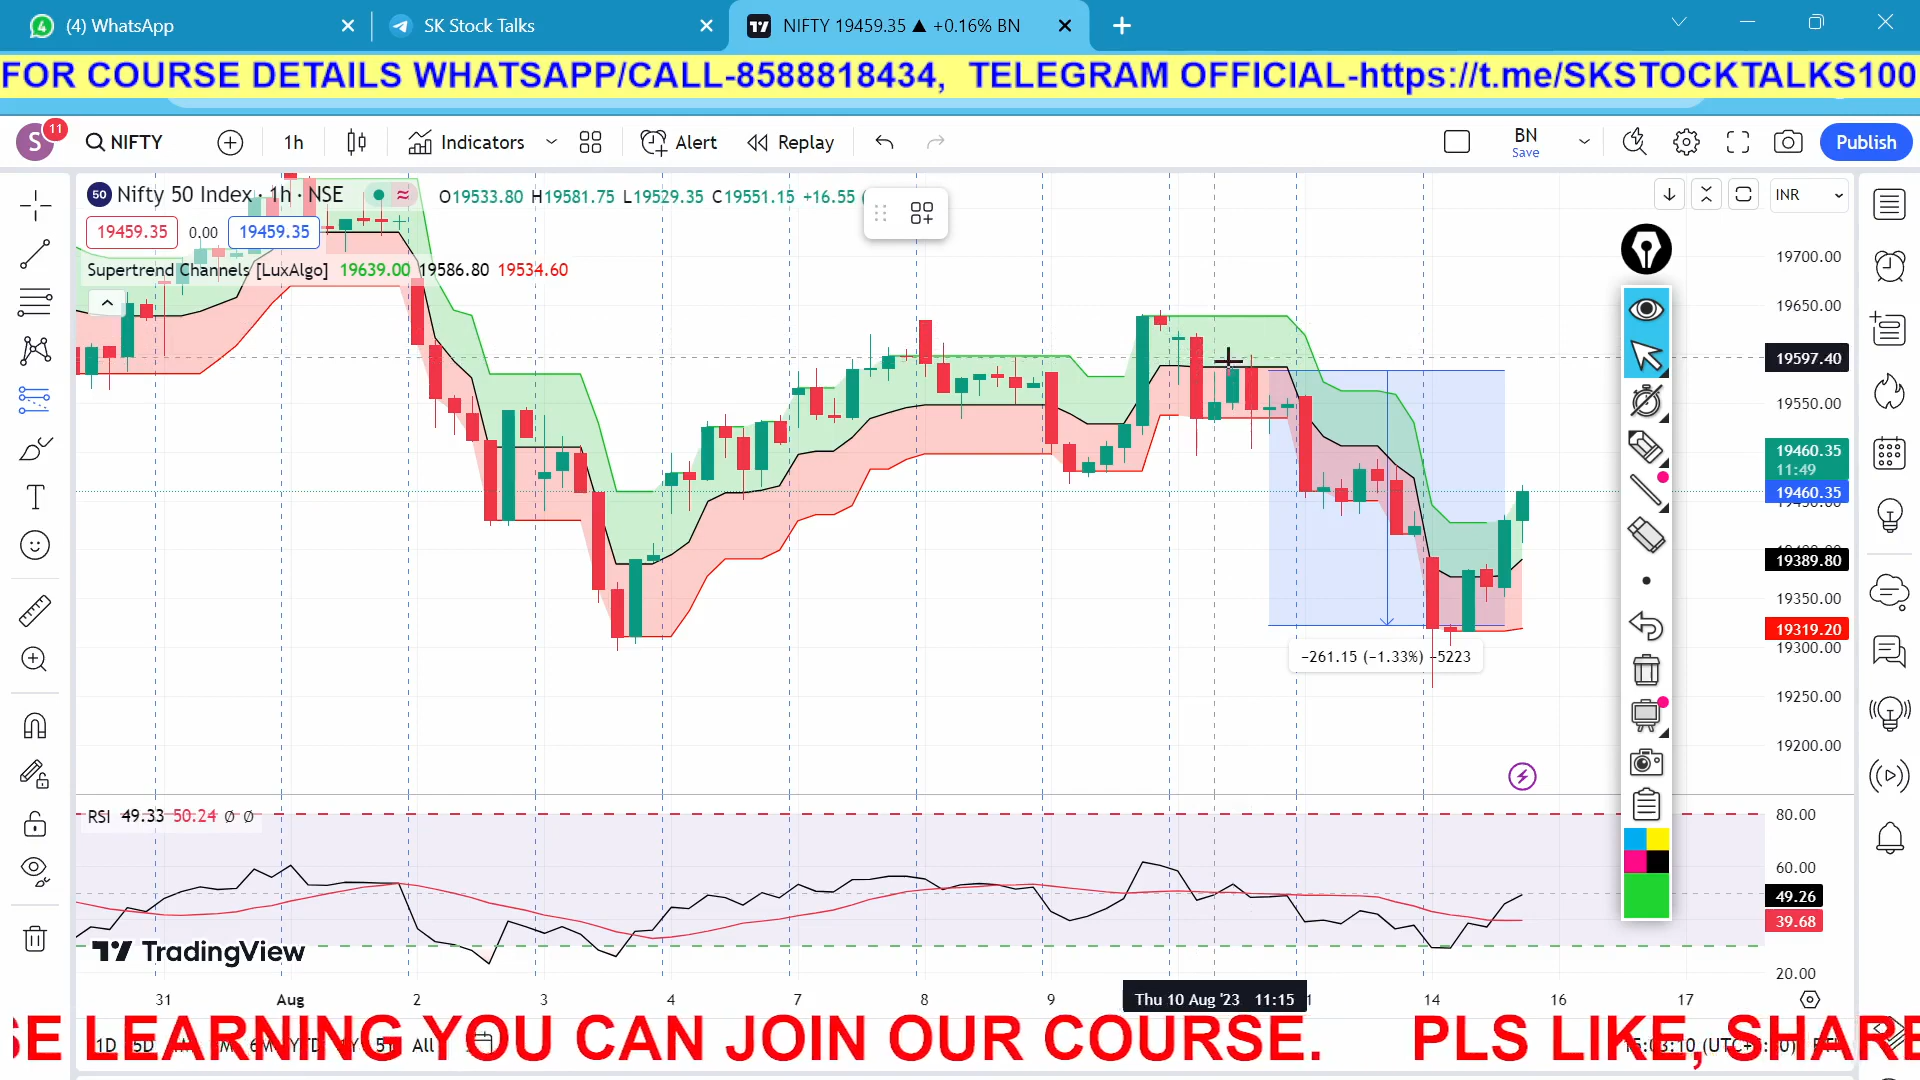 (4) WhatsApp
SK Stock Talks
NIFTY 19459.35 ▲ +0.16% BN
FOR COURSE DETAILS WHATSAPP/CALL-8588818434, TELEGRAM OFFICIAL-https://t.me/SKSTOCKTALKS100
S 11
NIFTY
1h
Indicators
Alert
Replay
BN
Save
Publish
50 Nifty 50 Index · 1h · NSE
O19533.80 H19581.75 L19529.35 C19551.15 +16.55
INR
19459.35 0.00 19459.35
Supertrend Channels [LuxAlgo] 19639.00 19586.80 19534.60
19700.00
19650.00
19597.40
19550.00
19460.35
11:49
19460.35
19389.80
19350.00
19319.20
19300.00
19250.00
19200.00
−261.15 (−1.33%) −5223
RSI 49.33 50.24 ∅ ∅
80.00
60.00
49.26
39.68
20.00
TradingView
31 Aug 2 3 4 7 8 9 Thu 10 Aug '23 11:15 14 16 17
SE LEARNING YOU CAN JOIN OUR COURSE. PLS LIKE, SHARE
1D 5D All